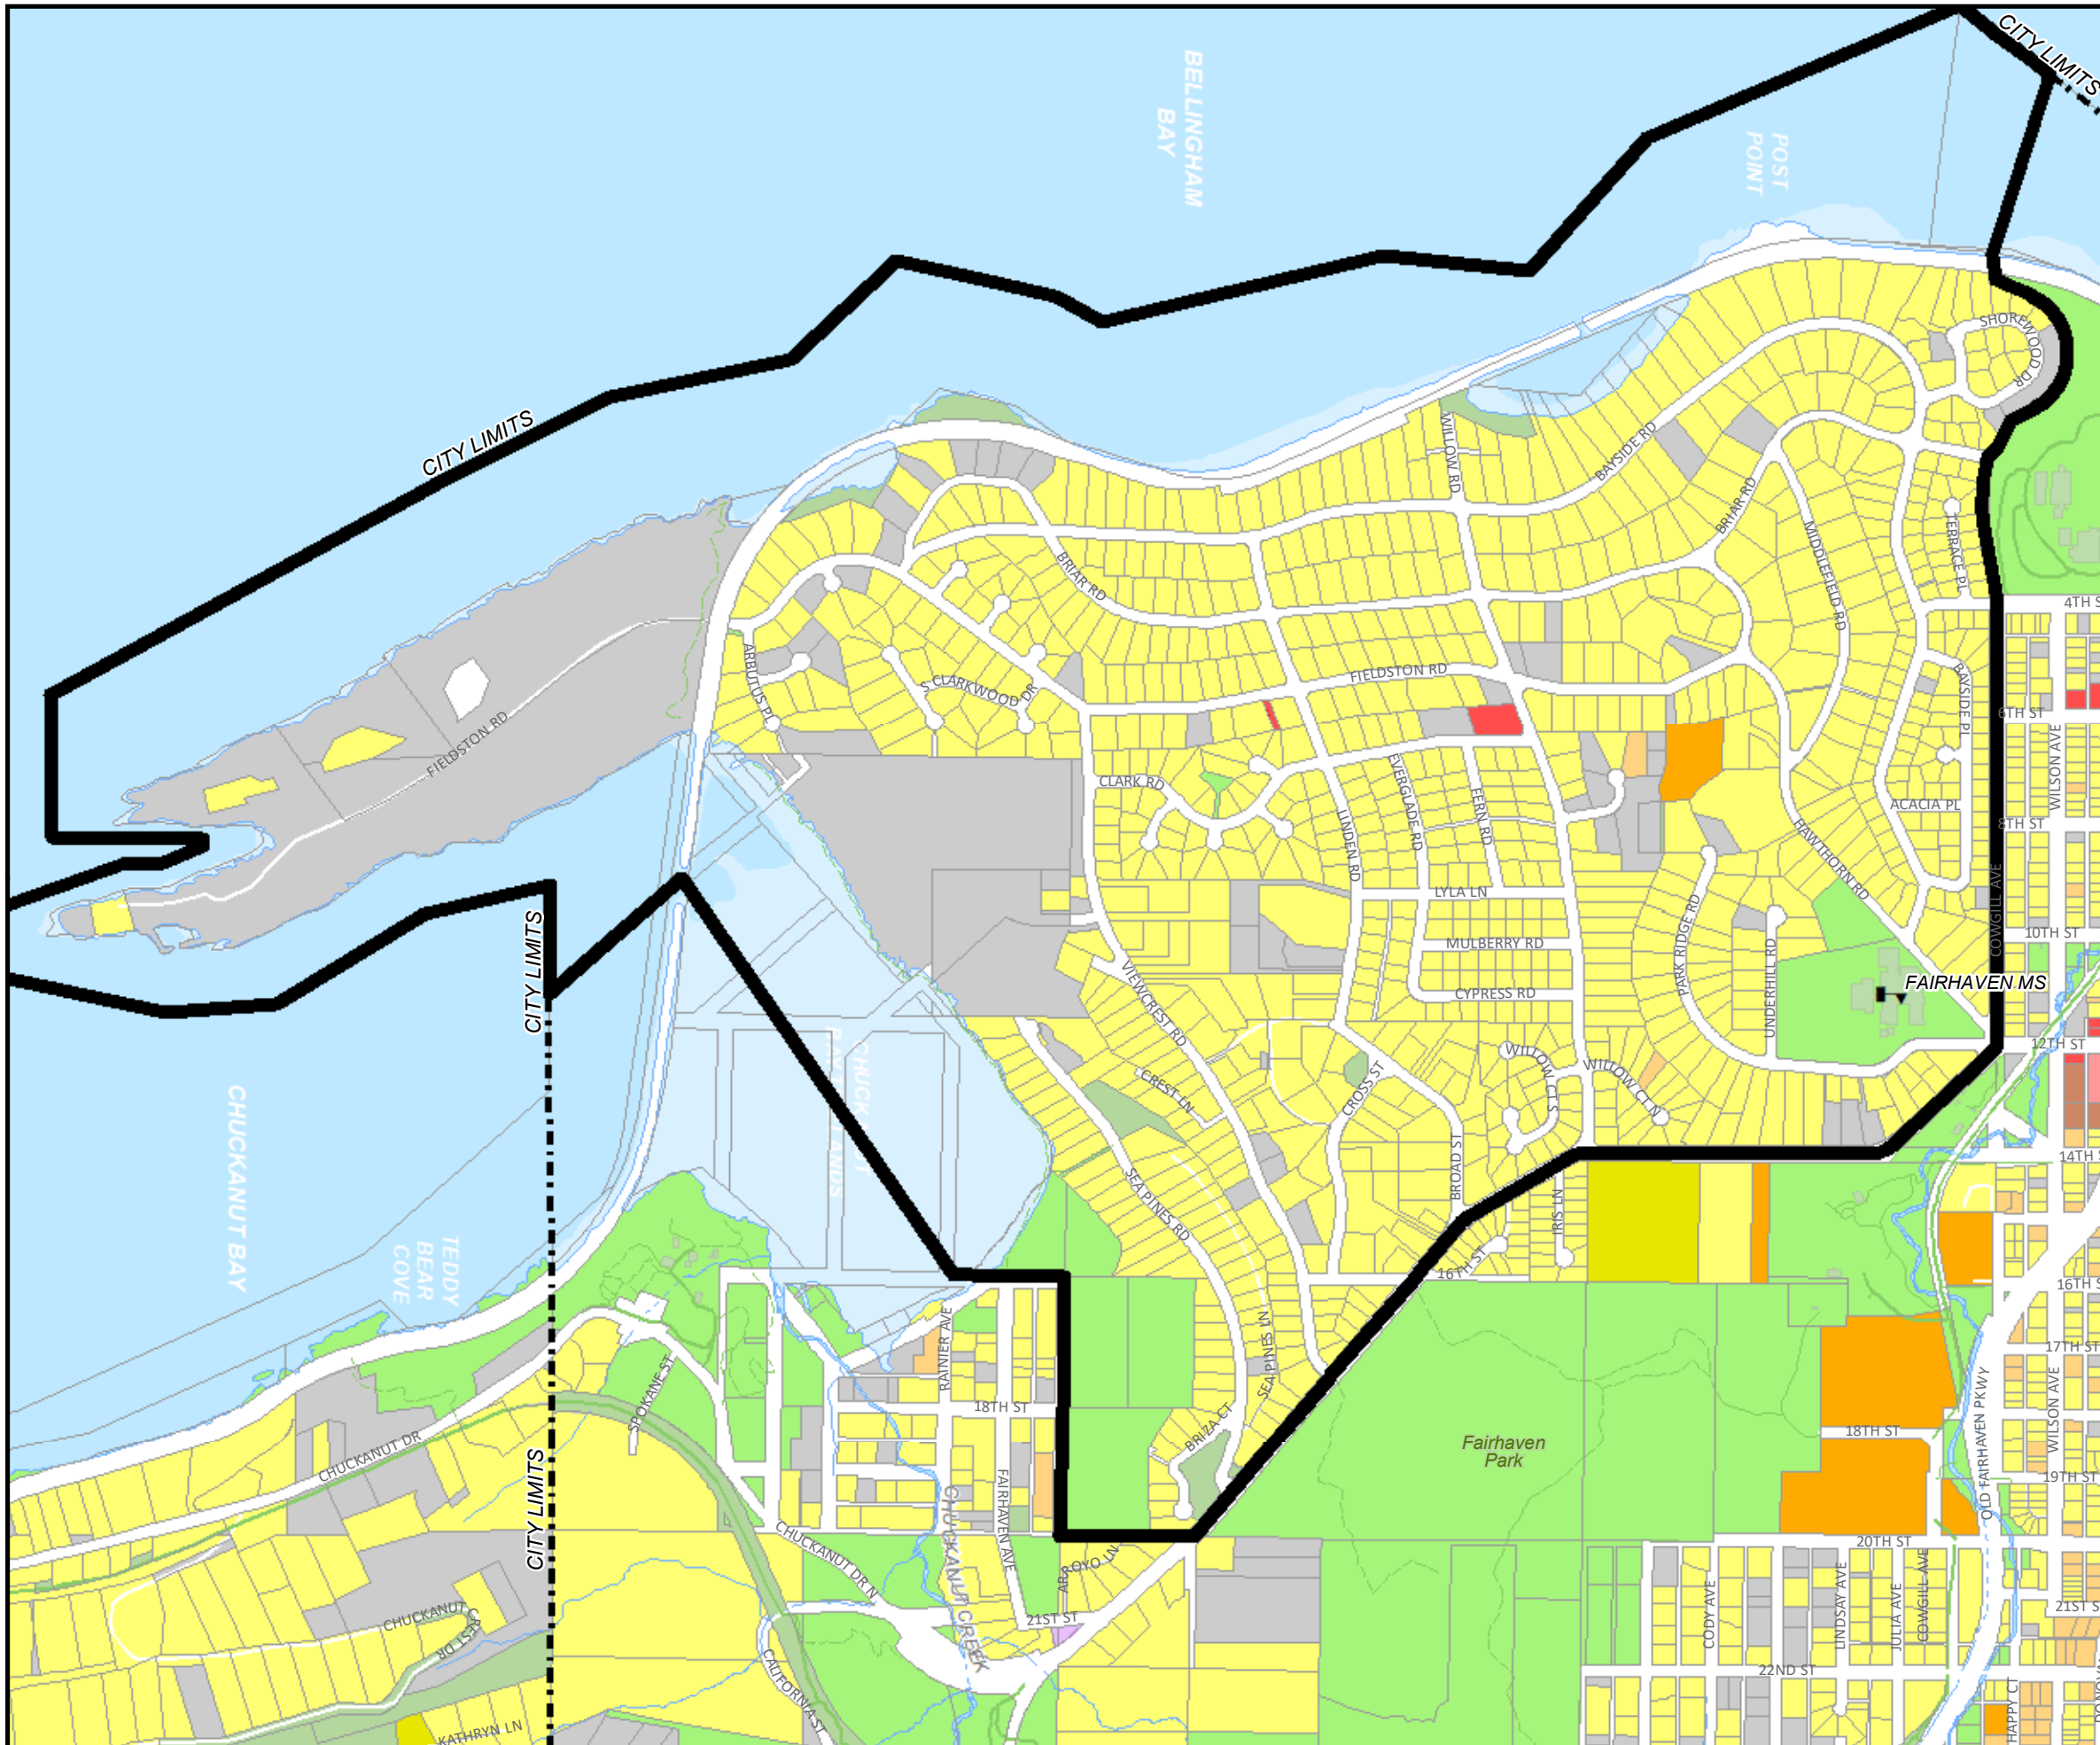 CITY LIMITS
BELLINGHAM
BAY
POST
POINT
SHOREWOOD DR
CITY LIMITS
WILLOW RD
BAYSIDE RD
BRIAR RD
MIDDLEFIELD RD
TERRACE PL
BRIAR RD
4TH S
ARBUTUS PL
S CLARKWOOD DR
FIELDSTON RD
BAYSIDE PL
6TH ST
WILSON AVE
FIELDSTON RD
CLARK RD
EVERGLADE RD
FERN RD
LINDEN RD
ACACIA PL
8TH ST
HAWTHORN RD
COWGILL AVE
LYLA LN
PARK RIDGE RD
MULBERRY RD
UNDERHILL RD
10TH ST
CITY LIMITS
VIEWCREST RD
CYPRESS RD
FAIRHAVEN MS
12TH ST
CHUCKANUT BAY
CREST LN
CROSS ST
WILLOW CT S
WILLOW CT N
BROAD ST
14TH
SEA PINES RD
IRIS LN
TEDDY
BEAR
COVE
16TH ST
16TH S
SEA PINES LN
RAINIER AVE
17TH ST
SPOKANE ST
18TH ST
BRIZA CT
Fairhaven
Park
18TH ST
OLD FAIRHAVEN PKWY
WILSON AVE
19TH ST
CHUCKANUT DR
CITY LIMITS
FAIRHAVEN AVE
CHUCKANUT CREEK
20TH ST
CHUCKANUT DR N
ARROYO LN
CHUCKANUT CREST DR
21ST ST
CODY AVE
LINDSAY AVE
JULIA AVE
COWGILL AVE
21ST S
22ND ST
CALIFORNIA ST
KATHRYN LN
HAPPY CT